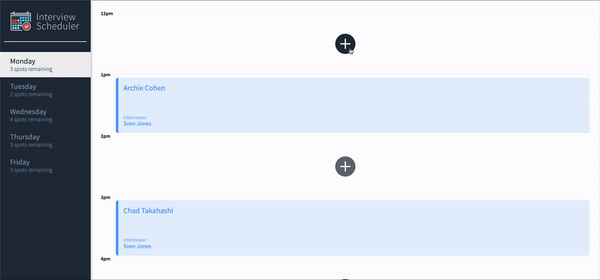 Interview
Scheduler
Monday
3 spots remaining
Tuesday
2 spots remaining
Wednesday
4 spots remaining
Thursday
3 spots remaining
Friday
3 spots remaining
12pm
1pm
Archie Cohen
Interviewer
Sven Jones
2pm
3pm
Chad Takahashi
Interviewer
Sven Jones
4pm